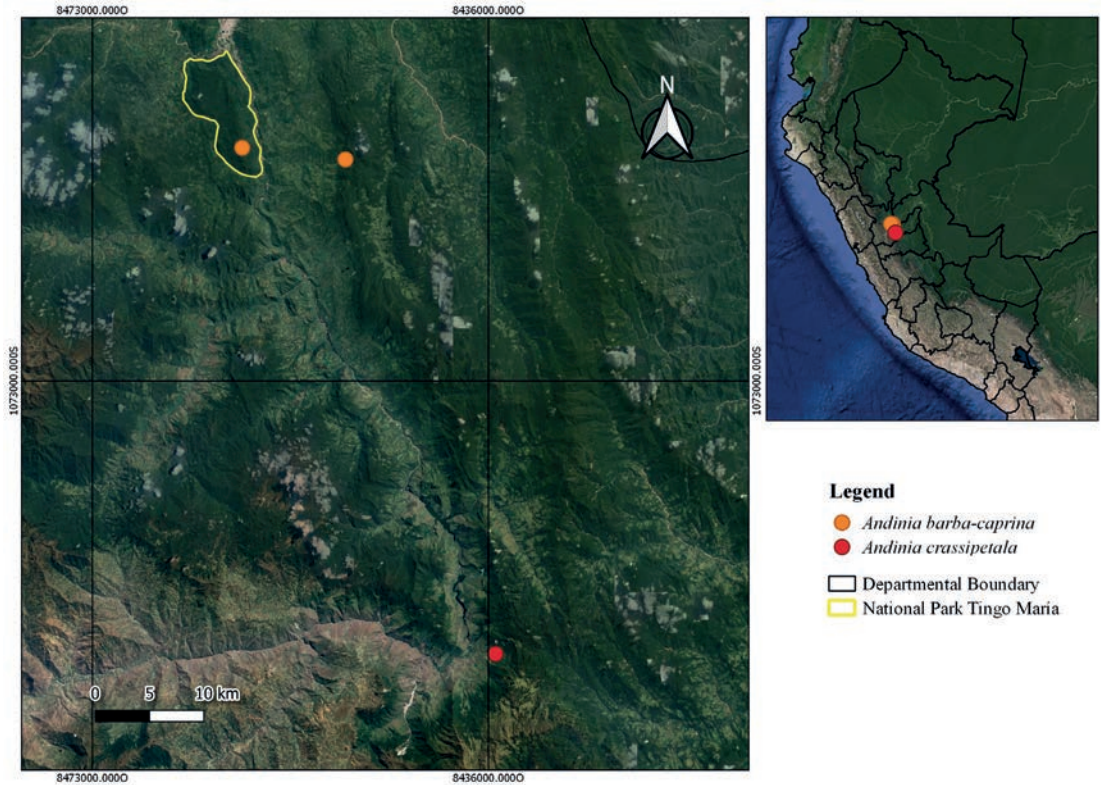 8473000.000O
8436000.000O
N
1073000.000S
1073000.000S
0 5 10 km
8473000.000O
8436000.000O
Legend
Andinia barba-caprina
Andinia crassipetala
Departmental Boundary
National Park Tingo María